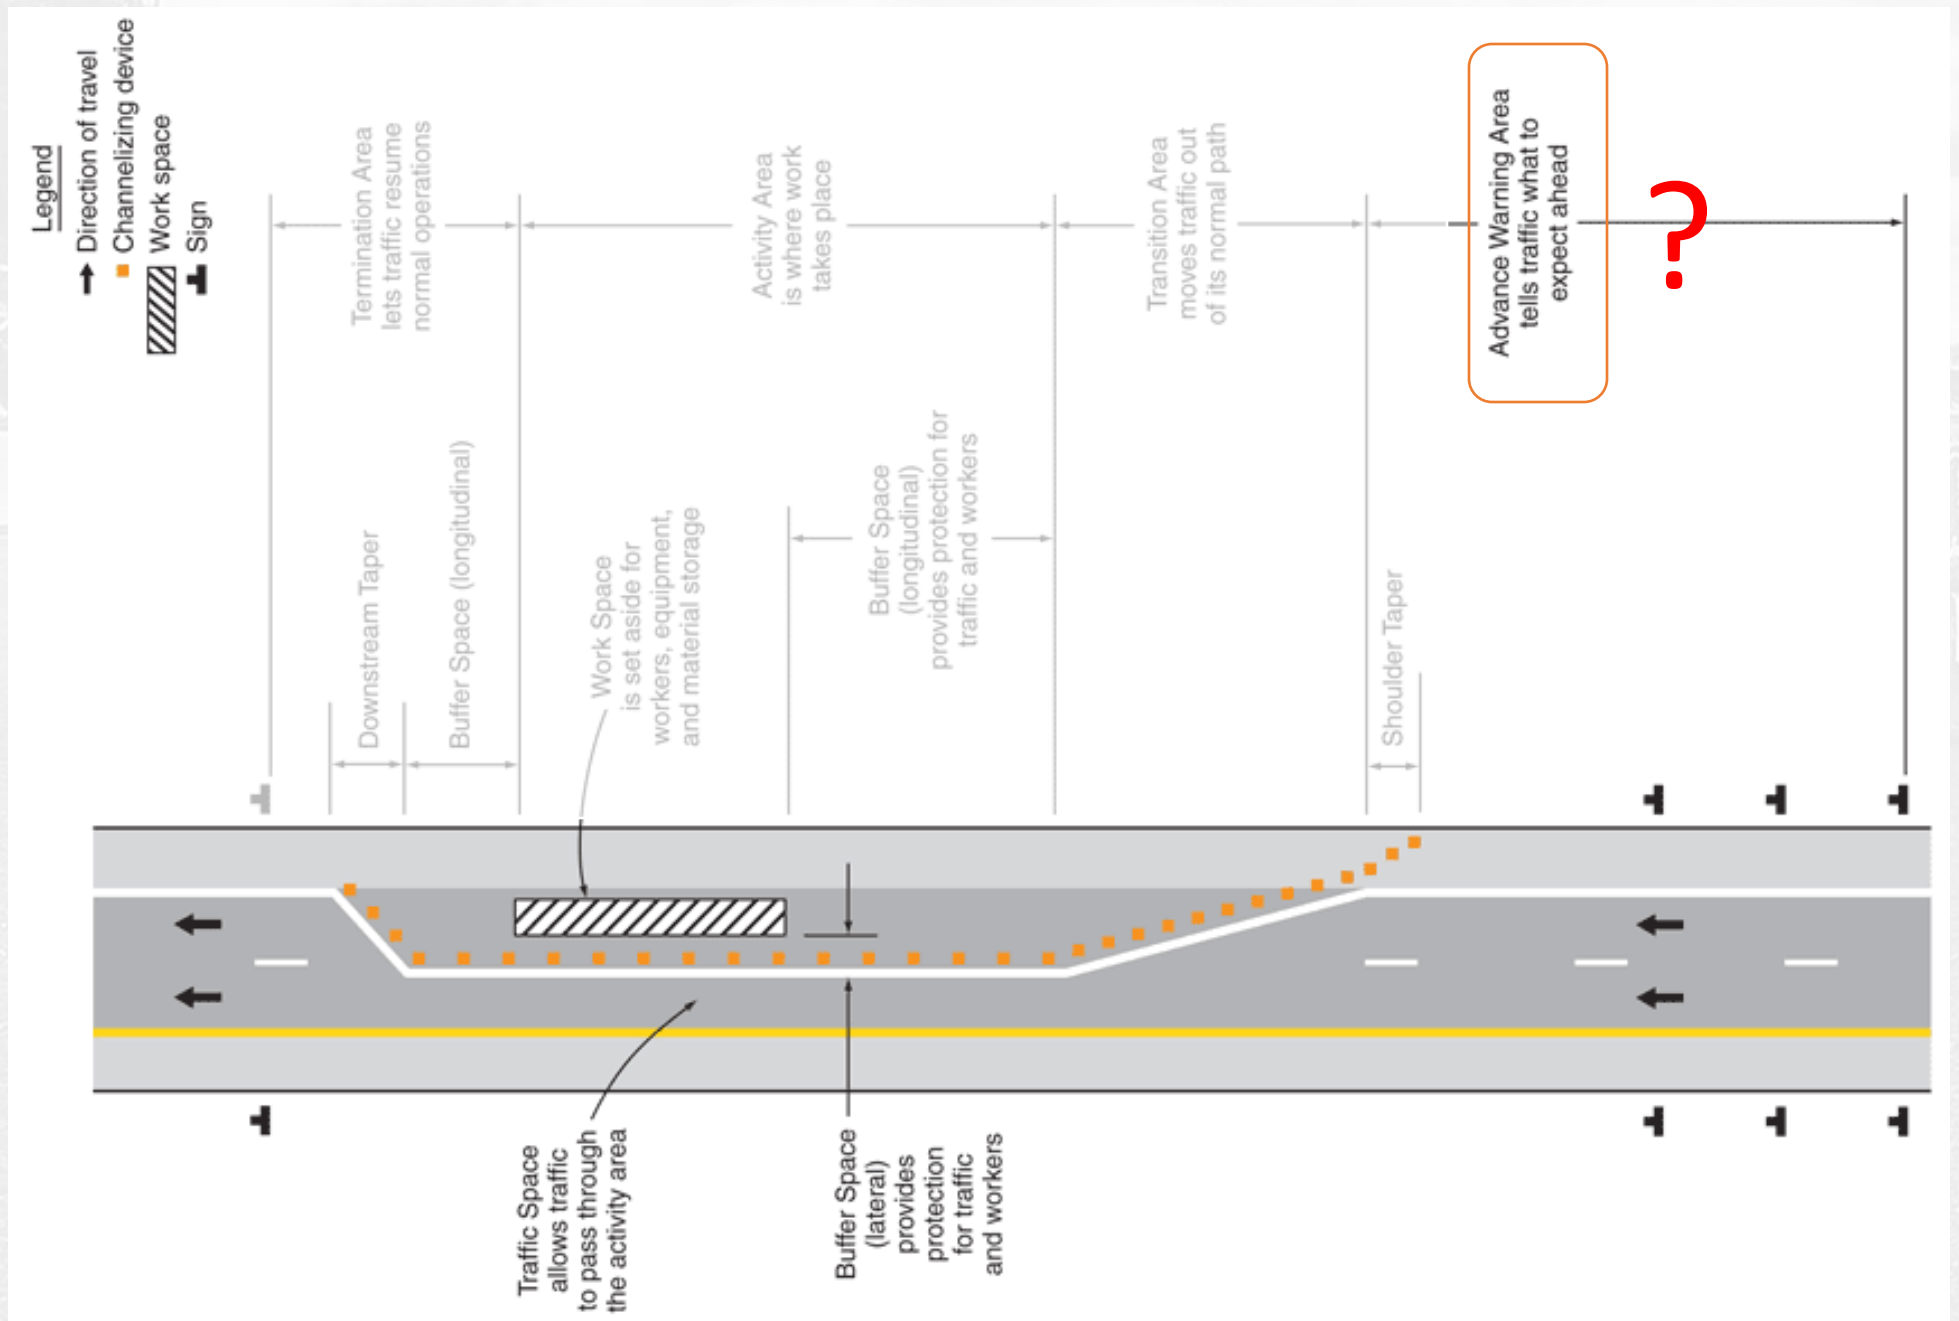 Legend
Direction of travel
Channelizing device
Work space
Sign
Termination Area
lets traffic resume
normal operations
Activity Area
is where work
takes place
Transition Area
moves traffic out
of its normal path
Advance Warning Area
tells traffic what to
expect ahead
?
Downstream Taper
Buffer Space (longitudinal)
Work Space
is set aside for
workers, equipment,
and material storage
Buffer Space
(longitudinal)
provides protection for
traffic and workers
Shoulder Taper
Traffic Space
allows traffic
to pass through
the activity area
Buffer Space
(lateral)
provides
protection
for traffic
and workers